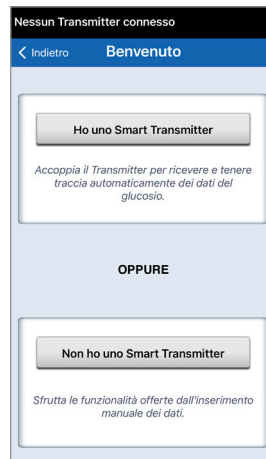 Nessun Transmitter connesso
Indietro
Benvenuto
Ho uno Smart Transmitter
Accoppia il Transmitter per ricevere e tenere
traccia automaticamente dei dati del
glucosio.
OPPURE
Non ho uno Smart Transmitter
Sfrutta le funzionalità offerte dall'inserimento
manuale dei dati.